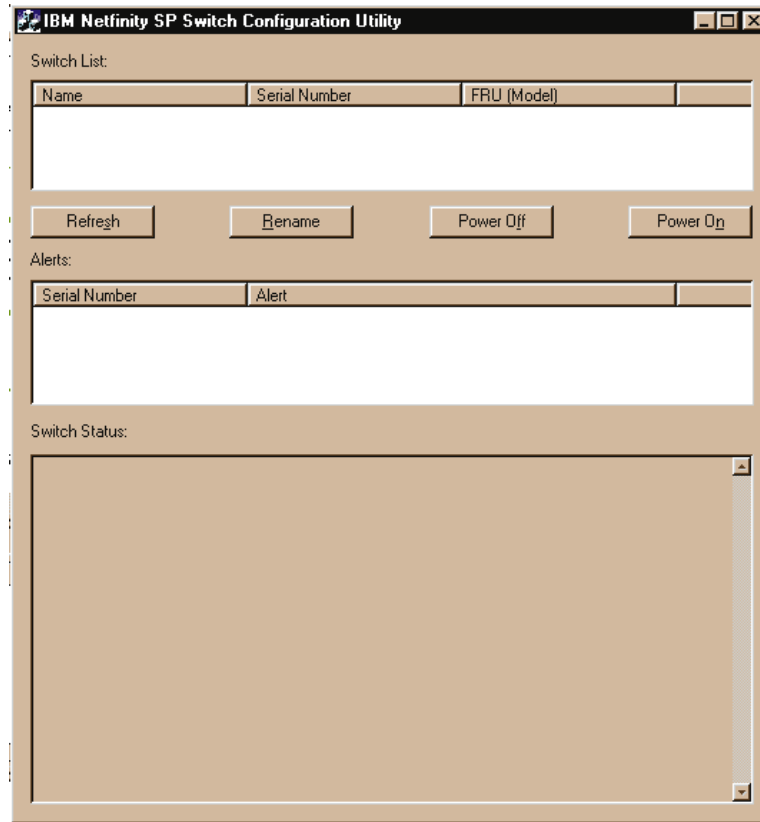 IBM Netfinity SP Switch Configuration Utility
Switch List:
Name Serial Number FRU (Model)
Refresh Rename Power Off Power On
Alerts:
Serial Number Alert
Switch Status: